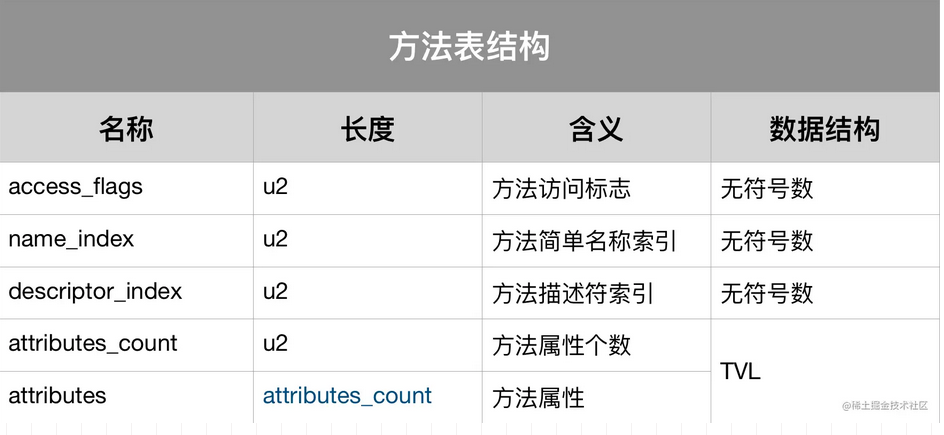 方法表结构
名称 长度 含义 数据结构
access_flags u2 方法访问标志 无符号数
name_index u2 方法简单名称索引 无符号数
descriptor_index u2 方法描述符索引 无符号数
attributes_count u2 方法属性个数
TVL
attributes attributes_count 方法属性
@稀土掘金技术社区